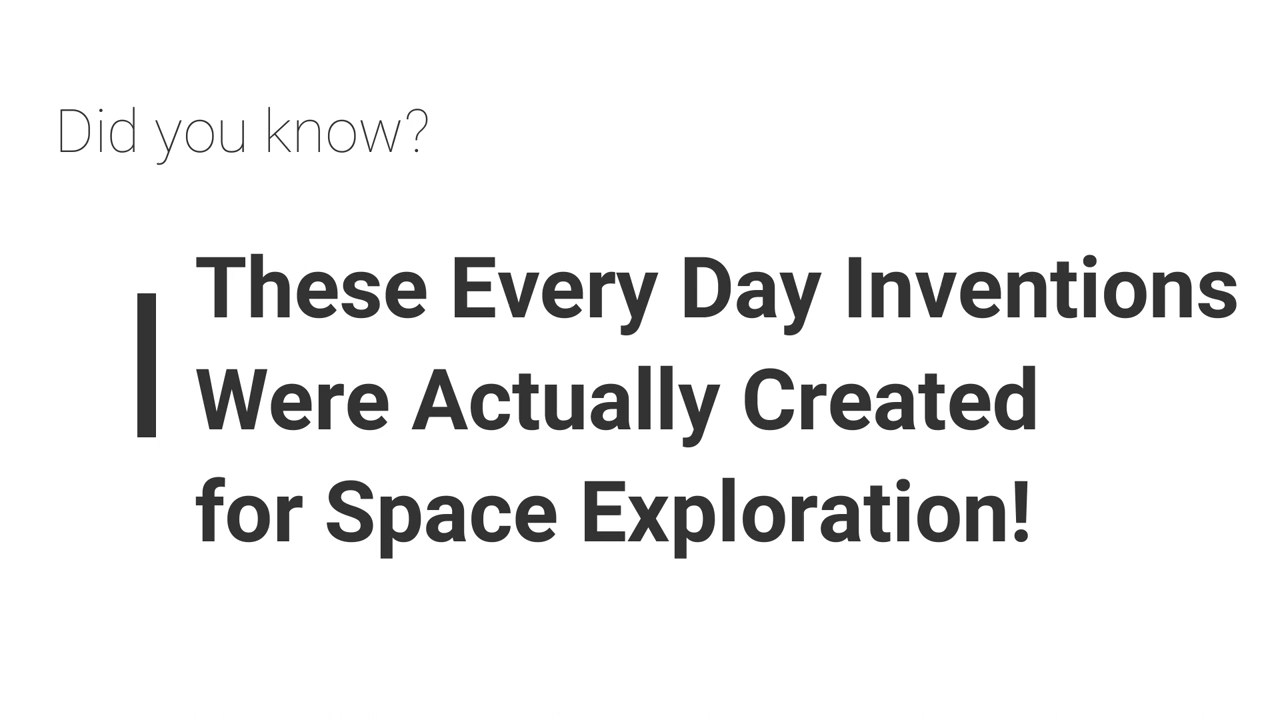 Did you know?
These Every Day Inventions
Were Actually Created
for Space Exploration!